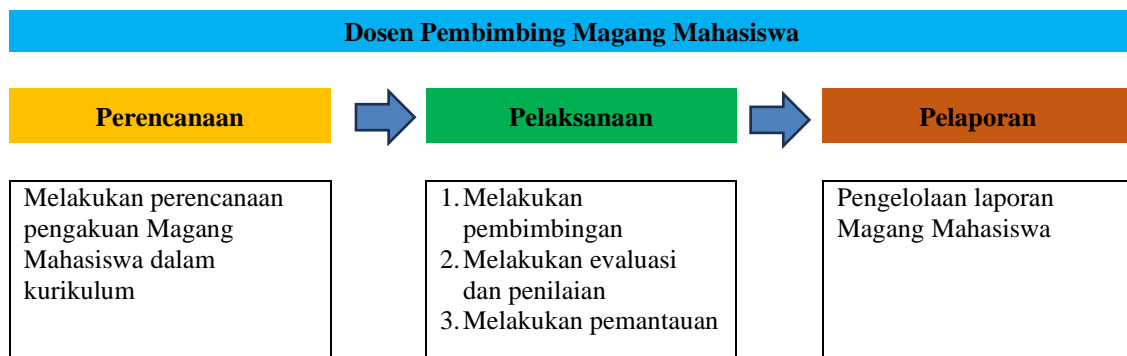 Dosen Pembimbing Magang Mahasiswa
Perencanaan
Pelaksanaan
Pelaporan
Melakukan perencanaan
pengakuan Magang
Mahasiswa dalam
kurikulum
1. Melakukan
pembimbingan
2. Melakukan evaluasi
dan penilaian
3. Melakukan pemantauan
Pengelolaan laporan
Magang Mahasiswa